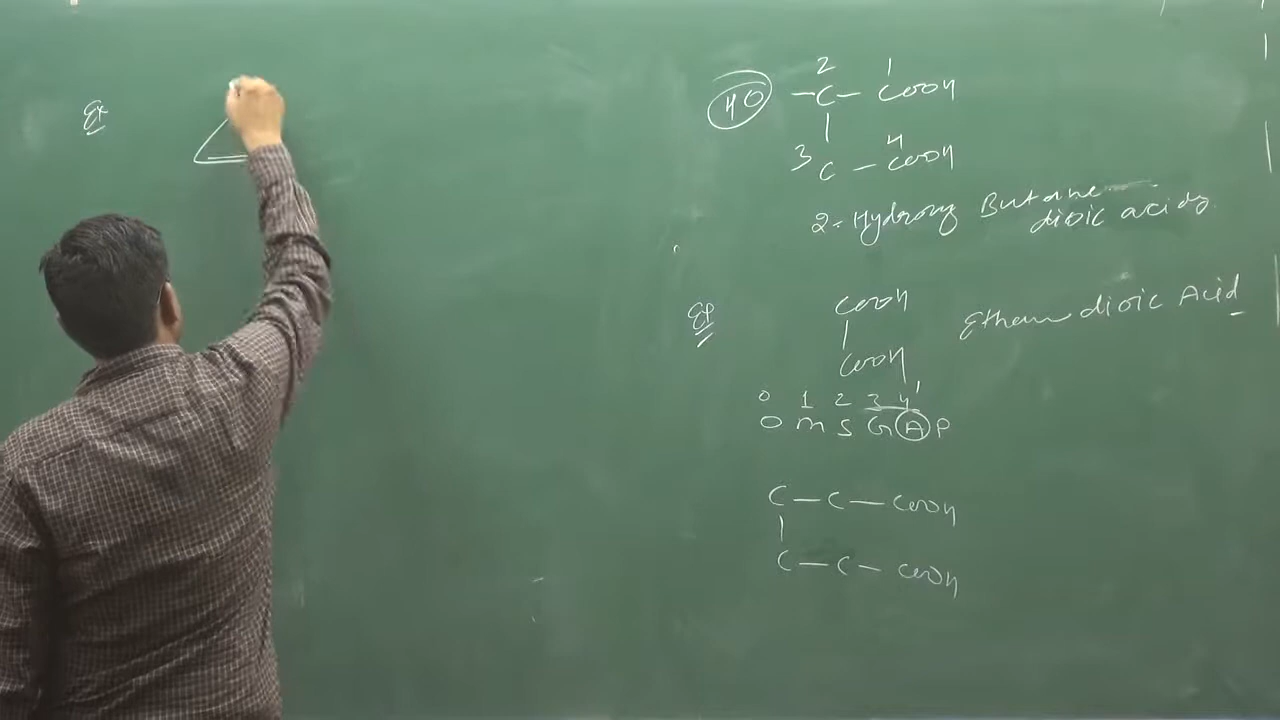 Ex
2 1
HO - C - COOH
3 C - COOH 4
2-Hydroxy Butane
dioic acid
Ex
COOH
COOH
Ethane dioic Acid
0 1 2 3 4
O M S G A P
C - C - COOH
C - C - COOH